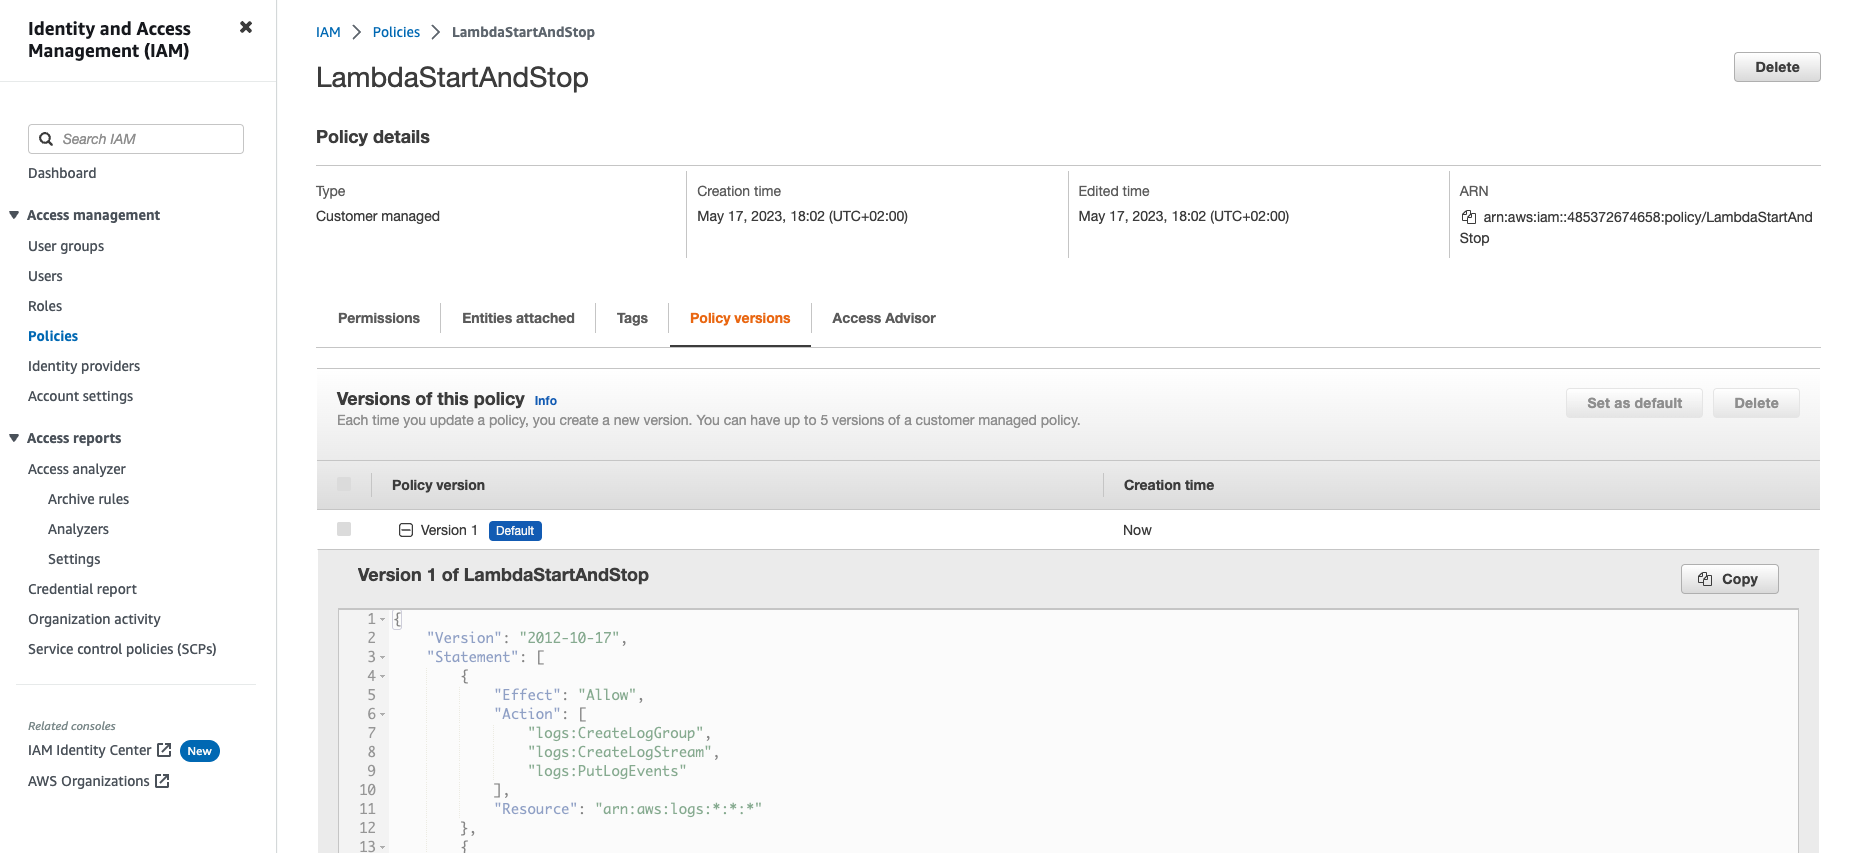 Identity and Access
Management (IAM)
Search IAM
Dashboard
Access management
User groups
Users
Roles
Policies
Identity providers
Account settings
Access reports
Access analyzer
Archive rules
Analyzers
Settings
Credential report
Organization activity
Service control policies (SCPs)
Related consoles
IAM Identity Center New
AWS Organizations
IAM > Policies > LambdaStartAndStop
LambdaStartAndStop
Delete
Policy details
Type
Customer managed
Creation time
May 17, 2023, 18:02 (UTC+02:00)
Edited time
May 17, 2023, 18:02 (UTC+02:00)
ARN
arn:aws:iam::485372674658:policy/LambdaStartAnd
Stop
Permissions
Entities attached
Tags
Policy versions
Access Advisor
Versions of this policy Info
Each time you update a policy, you create a new version. You can have up to 5 versions of a customer managed policy.
Set as default
Delete
Policy version
Creation time
Version 1 Default
Now
Version 1 of LambdaStartAndStop
Copy
1 {
2 "Version": "2012-10-17",
3 "Statement": [
4 {
5 "Effect": "Allow",
6 "Action": [
7 "logs:CreateLogGroup",
8 "logs:CreateLogStream",
9 "logs:PutLogEvents"
10 ],
11 "Resource": "arn:aws:logs:*:*:*"
12 },
13 {